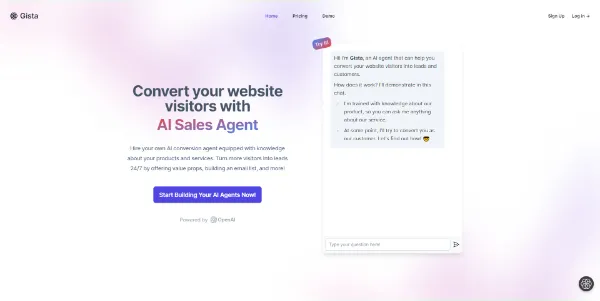 Gista
Home
Pricing
Demo
Sign Up
Log in →
Try it!
Convert your website
visitors with
AI Sales Agent
Hire your own AI conversion agent equipped with knowledge
about your products and services. Turn more visitors into leads
24/7 by offering value props, building an email list, and more!
Start Building Your AI Agents Now!
Powered by OpenAI
Hi! I'm Gista, an AI agent that can help you
convert your website visitors into leads and
customers.
How does it work? I'll demonstrate in this
chat.
I'm trained with knowledge about our
product, so you can ask me anything
about our service.
At some point, I'll try to convert you as
our customer. Let's find out how! 😎
Type your question here